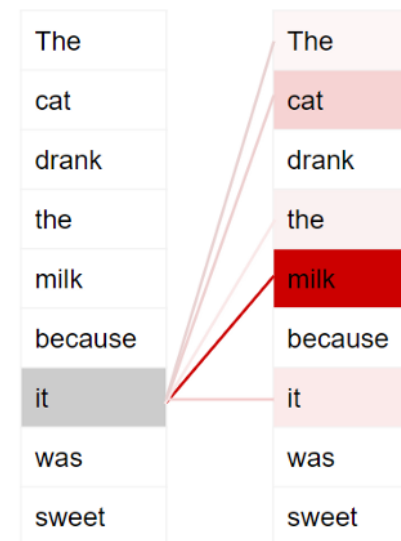 The The
cat cat
drank drank
the the
milk milk
because because
it it
was was
sweet sweet